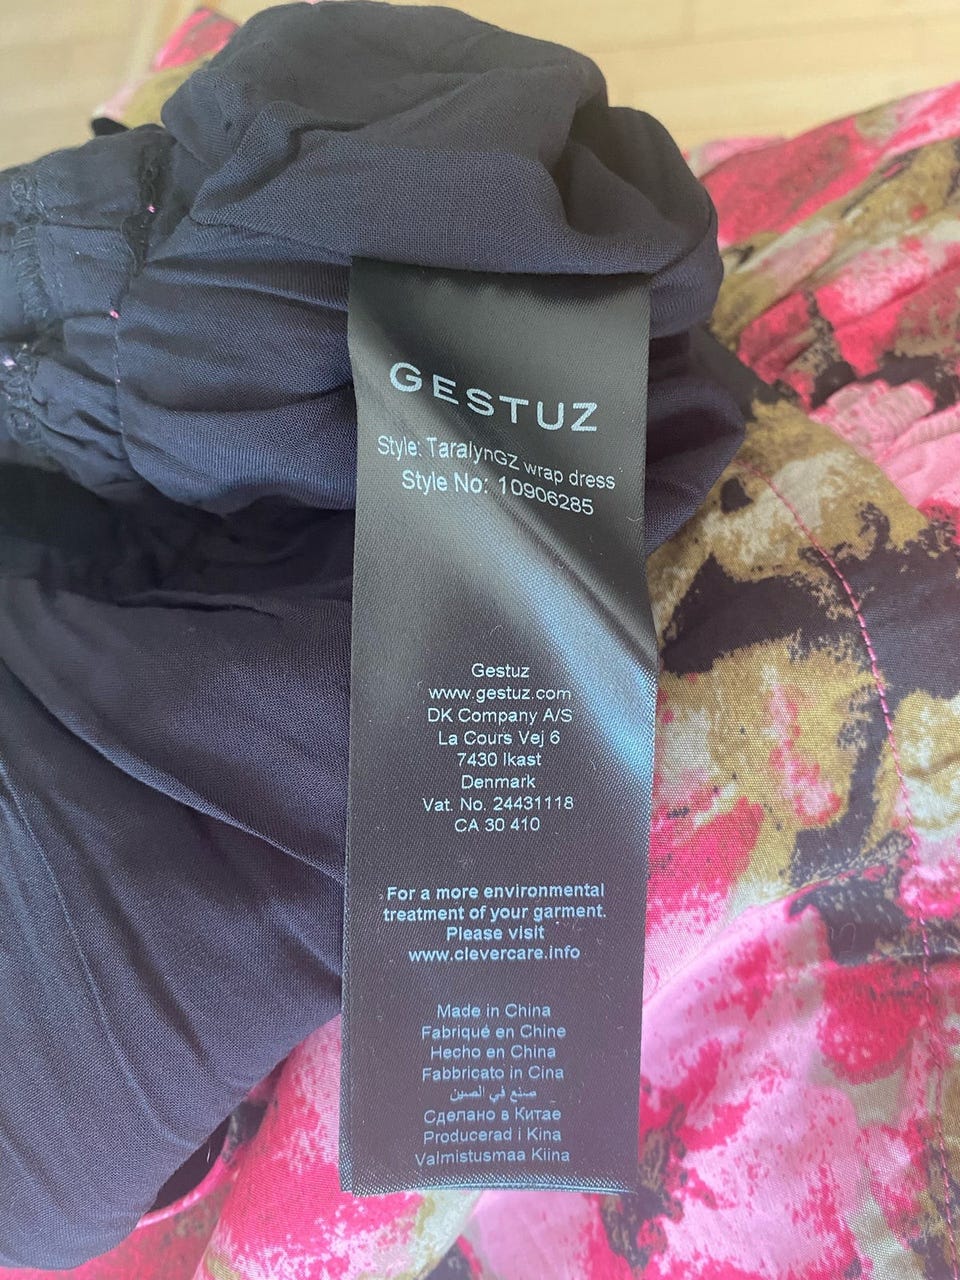 GESTUZ
Style: TaralynGZ wrap dress
Style No: 10906285
Gestuz
www.gestuz.com
DK Company A/S
La Cours Vej 6
7430 Ikast
Denmark
Vat. No. 24431118
CA 30 410
For a more environmental
treatment of your garment.
Please visit
www.clevercare.info
Made in China
Fabriqué en Chine
Hecho en China
Fabbricato in Cina
صنع في الصين
Сделано в Китае
Producerad i Kina
Valmistusmaa Kiina